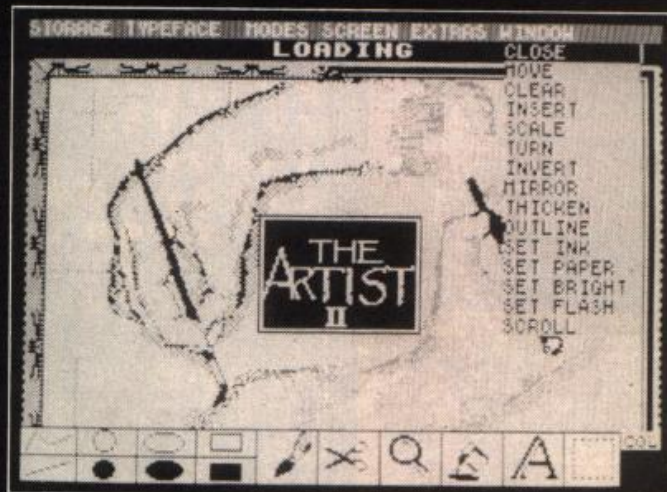 STORAGE TYPEFACE MODES SCREEN EXTRAS WINDOW
LOADING
CLOSE
MOVE
CLEAR
INSERT
SCALE
TURN
INVERT
MIRROR
THICKEN
OUTLINE
SET INK
SET PAPER
SET BRIGHT
SET FLASH
SCROLL
THE
ARTIST
II
A
COL